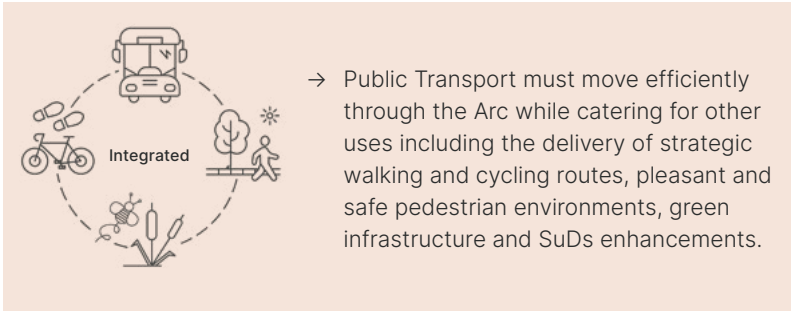 Integrated
→ Public Transport must move efficiently
through the Arc while catering for other
uses including the delivery of strategic
walking and cycling routes, pleasant and
safe pedestrian environments, green
infrastructure and SuDs enhancements.